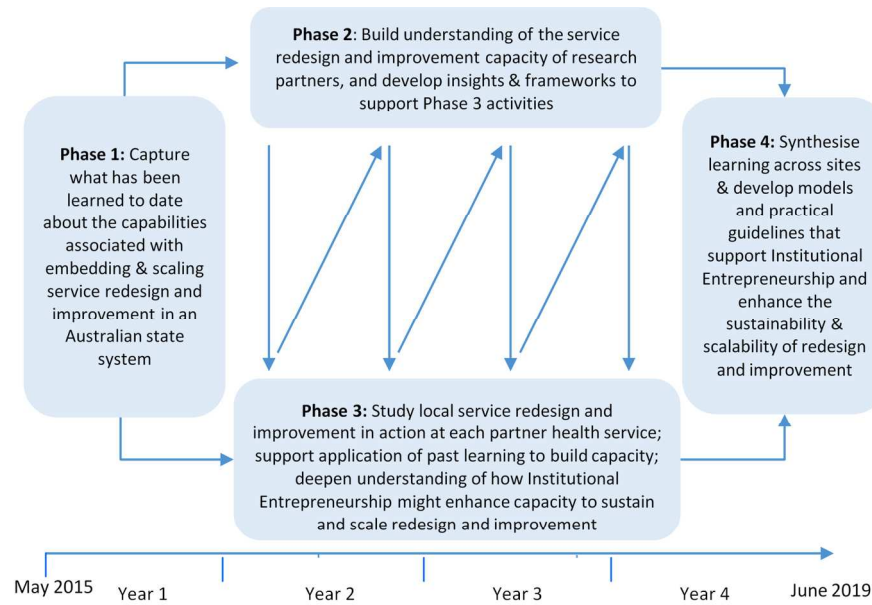 Phase 2: Build understanding of the service
redesign and improvement capacity of research
partners, and develop insights & frameworks to
support Phase 3 activities
Phase 1: Capture
what has been
learned to date
about the capabilities
associated with
embedding & scaling
service redesign and
improvement in an
Australian state
system
Phase 4: Synthesise
learning across sites
& develop models
and practical
guidelines that
support Institutional
Entrepreneurship and
enhance the
sustainability &
scalability of redesign
and improvement
Phase 3: Study local service redesign and
improvement in action at each partner health service;
support application of past learning to build capacity;
deepen understanding of how Institutional
Entrepreneurship might enhance capacity to sustain
and scale redesign and improvement
May 2015
Year 1
Year 2
Year 3
Year 4
June 2019